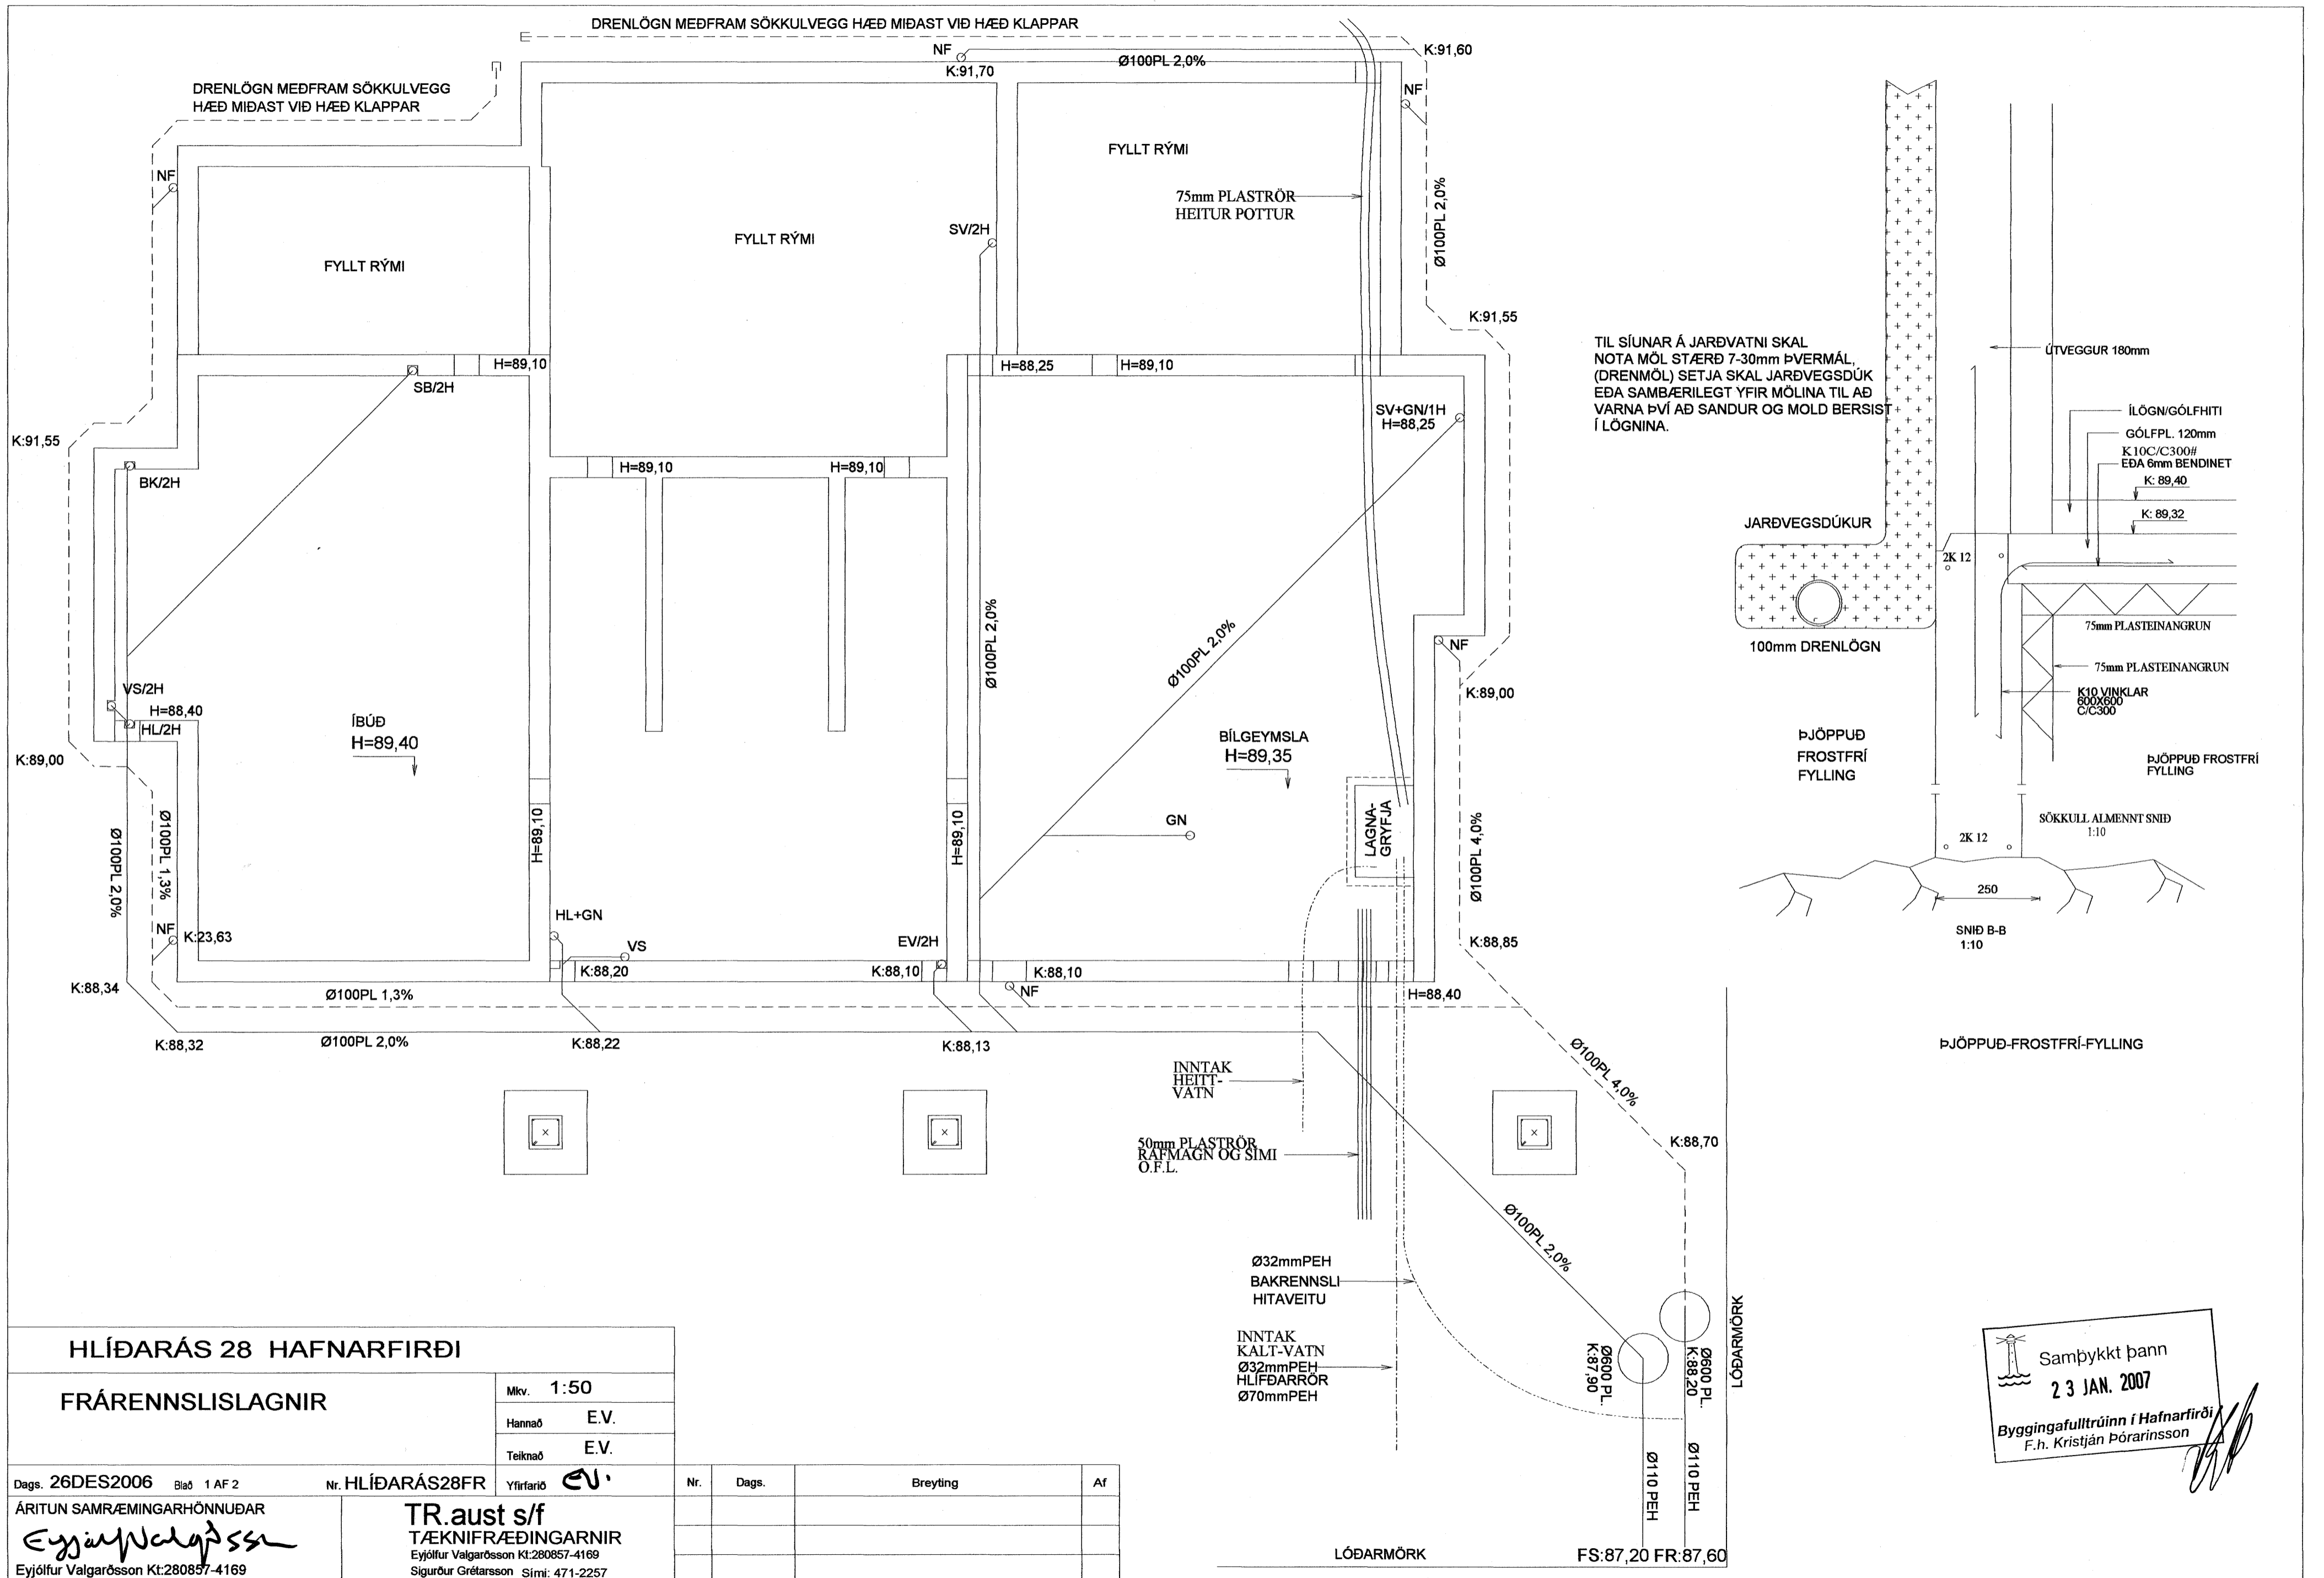 DRENLÖGN MEÐFRAM SÖKKULVEGG HÆÐ MIÐAST VIÐ HÆÐ KLAPPAR
NF
K:91,60
K:91,70
Ø100PL 2,0%
DRENLÖGN MEÐFRAM SÖKKULVEGG
HÆÐ MIÐAST VIÐ HÆÐ KLAPPAR
NF
NF
FYLLT RÝMI
75mm PLASTRÖR
HEITUR POTTUR
Ø100PL 2,0%
SV/2H
FYLLT RÝMI
FYLLT RÝMI
K:91,55
H=89,10
H=88,25
H=89,10
SB/2H
SV+GN/1H
H=88,25
K:91,55
H=89,10
H=89,10
BK/2H
Ø100PL 2,0%
Ø100PL 2,0%
NF
K:89,00
VS/2H
H=88,40
HL/2H
ÍBÚÐ
H=89,40
BÍLGEYMSLA
H=89,35
K:89,00
Ø100PL 2,0%
Ø100PL 1,3%
H=89,10
H=89,10
GN
LAGNA-
GRYFJA
Ø100PL 4,0%
NF
K:23,63
HL+GN
VS
EV/2H
K:88,85
K:88,20
K:88,10
K:88,10
NF
H=88,40
K:88,34
Ø100PL 1,3%
K:88,32
Ø100PL 2,0%
K:88,22
K:88,13
Ø100PL 4,0%
INNTAK
HEITT-
VATN
50mm PLASTRÖR
RAFMAGN OG SÍMI
O.F.L.
K:88,70
Ø100PL 2,0%
Ø32mmPEH
BAKRENNSLI
HITAVEITU
INNTAK
KALT-VATN
Ø32mmPEH
HLÍFÐARRÖR
Ø70mmPEH
Ø600 PL.
K:87,90
Ø600 PL.
K:88,20
LÓÐARMÖRK
Ø110 PEH
Ø110 PEH
LÓÐARMÖRK
FS:87,20 FR:87,60
TIL SÍUNAR Á JARÐVATNI SKAL
NOTA MÖL STÆRÐ 7-30mm ÞVERMÁL,
(DRENMÖL) SETJA SKAL JARÐVEGSDÚK
EÐA SAMBÆRILEGT YFIR MÖLINA TIL AÐ
VARNA ÞVÍ AÐ SANDUR OG MOLD BERSIST
Í LÖGNINA.
ÚTVEGGUR 180mm
ÍLÖGN/GÓLFHITI
GÓLFPL. 120mm
K10C/C300#
EÐA 6mm BENDINET
K: 89,40
K: 89,32
JARÐVEGSDÚKUR
2K 12
75mm PLASTEINANGRUN
100mm DRENLÖGN
75mm PLASTEINANGRUN
K10 VINKLAR
600X600
C/C300
ÞJÖPPUÐ
FROSTFRÍ
FYLLING
ÞJÖPPUÐ FROSTFRÍ
FYLLING
SÖKKULL ALMENNT SNIÐ
1:10
2K 12
250
SNIÐ B-B
1:10
ÞJÖPPUÐ-FROSTFRÍ-FYLLING
HLÍÐARÁS 28 HAFNARFIRÐI
FRÁRENNSLISLAGNIR
Mkv. 1:50
Hannað E.V.
Teiknað E.V.
Dags. 26DES2006 Blað 1 AF 2 Nr. HLÍÐARÁS28FR Yfirfarið EV.
Nr. Dags. Breyting Af
ÁRITUN SAMRÆMINGARHÖNNUÐAR
Eyjólfur Valgarðsson Kt:280857-4169
TR.aust s/f
TÆKNIFRÆÐINGARNIR
Eyjólfur Valgarðsson Kt:280857-4169
Sigurður Grétarsson Sími: 471-2257
Samþykkt þann
23 JAN. 2007
Byggingafulltrúinn í Hafnarfirði
F.h. Kristján Þórarinsson